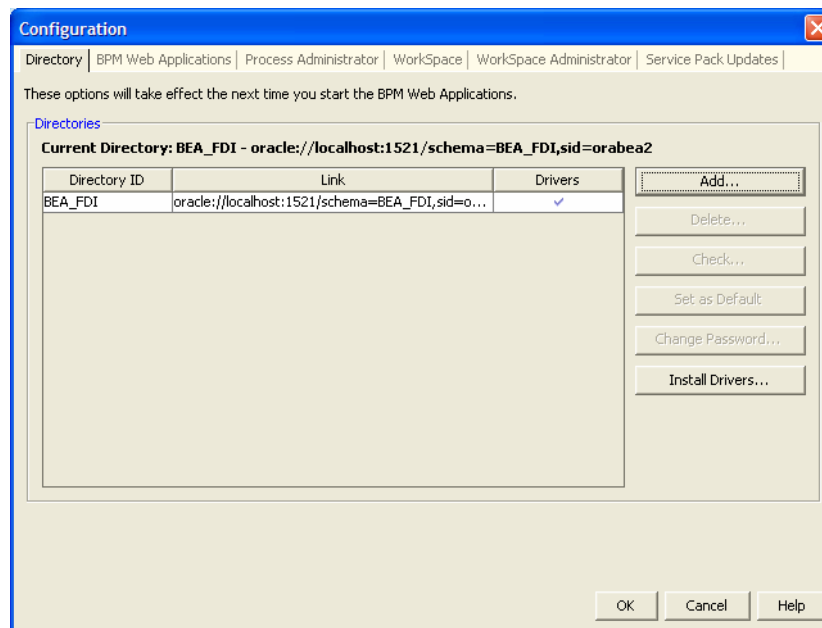 Configuration
Directory BPM Web Applications Process Administrator WorkSpace WorkSpace Administrator Service Pack Updates
These options will take effect the next time you start the BPM Web Applications.
Directories
Current Directory: BEA_FDI - oracle://localhost:1521/schema=BEA_FDI,sid=orabea2
Directory ID Link Drivers
BEA_FDI oracle://localhost:1521/schema=BEA_FDI,sid=o...
Add...
Delete...
Check...
Set as Default
Change Password...
Install Drivers...
OK Cancel Help